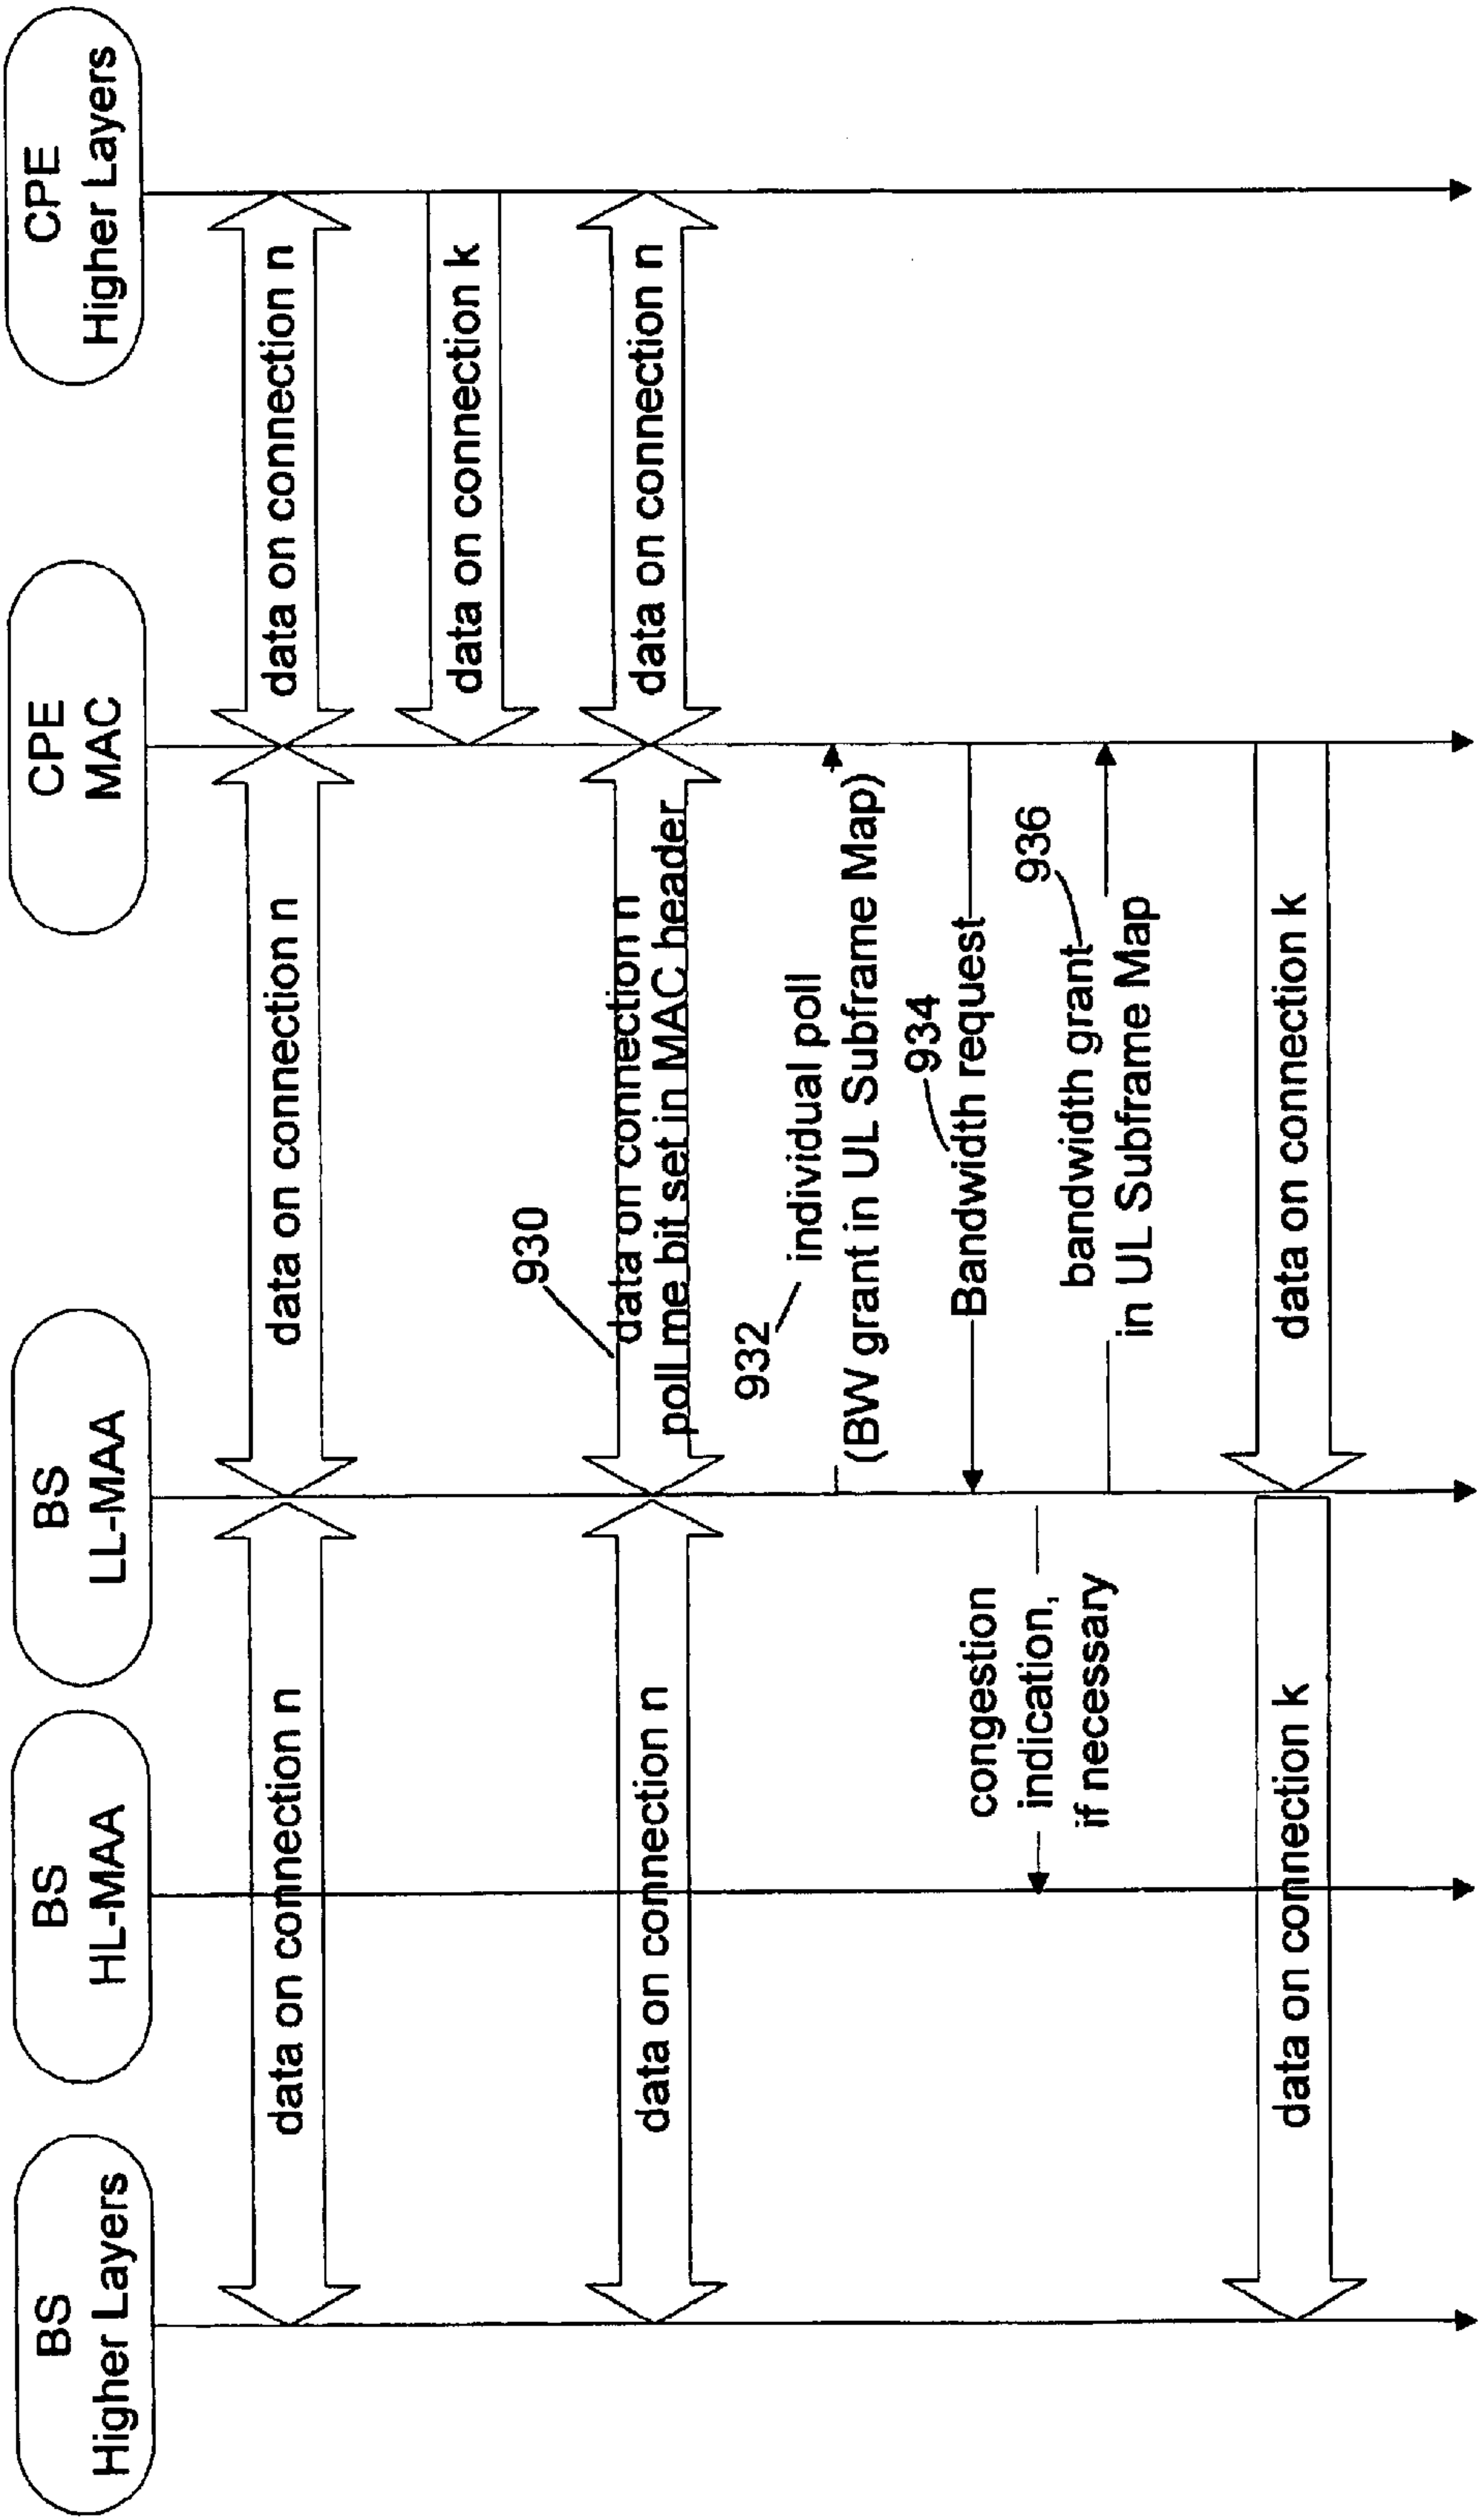 BS
Higher Layers
BS
HL-MAA
BS
LL-MAA
CPE
MAC
CPE
Higher Layers
data on connection n
data on connection n
data on connection n
data on connection k
930
data on connection n
data on connection n
poll me bit set in MAC header
data on connection n
932
individual poll
(BW grant in UL Subframe Map)
934
Bandwidth request
congestion
indication,
if necessary
936
bandwidth grant
in UL Subframe Map
data on connection k
data on connection k